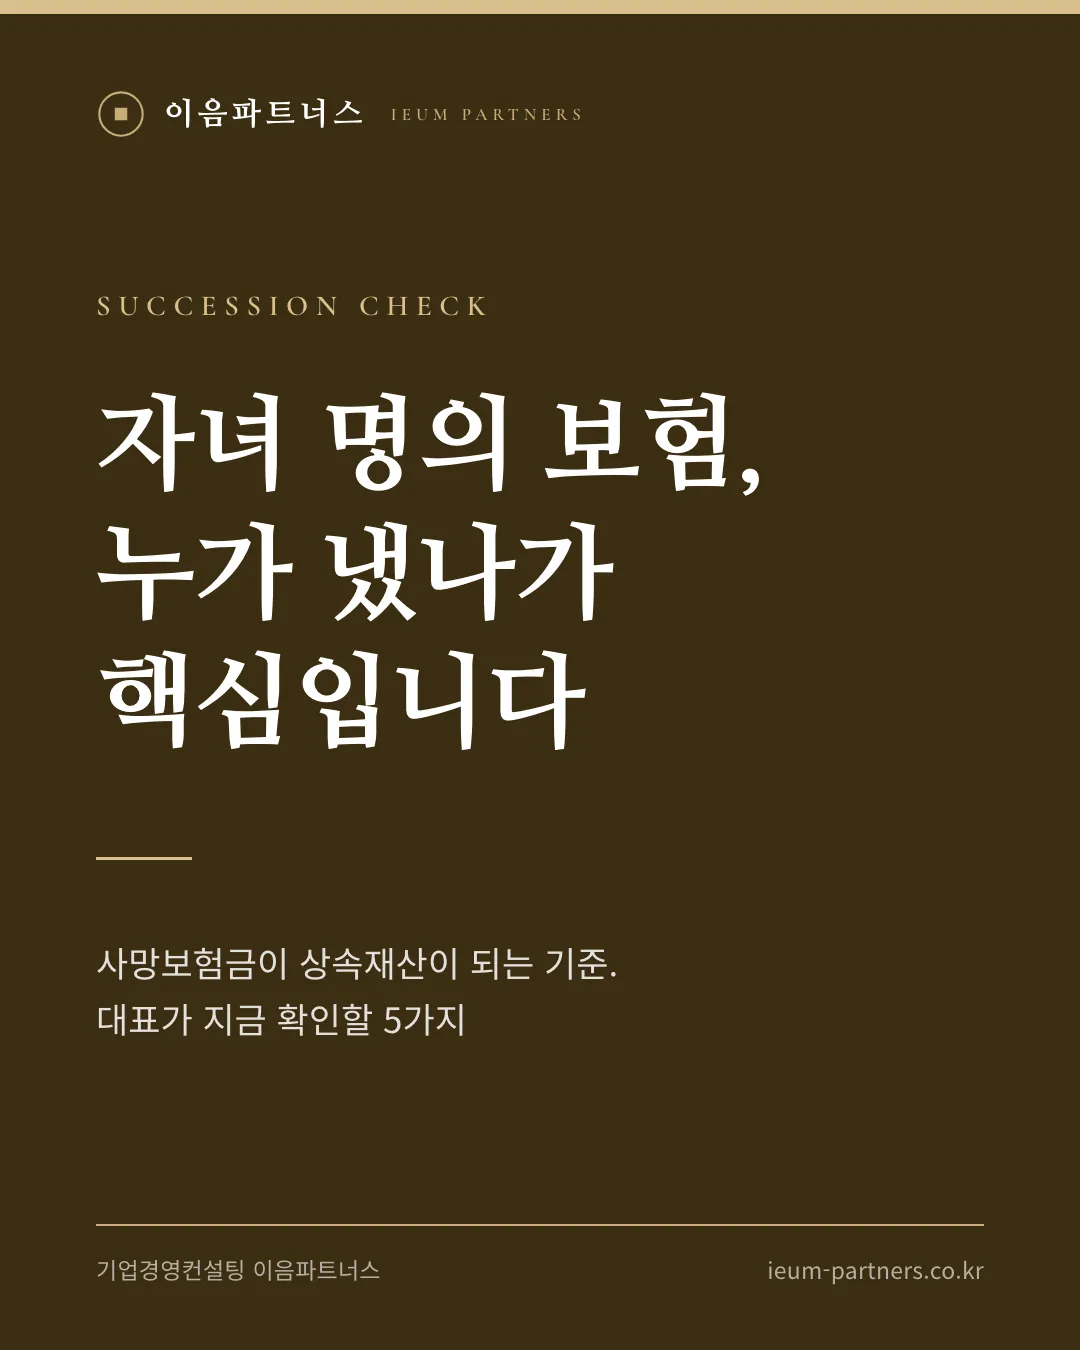 이음파트너스 IEUM PARTNERS
SUCCESSION CHECK
자녀 명의 보험,
누가 냈나가
핵심입니다
사망보험금이 상속재산이 되는 기준.
대표가 지금 확인할 5가지
기업경영컨설팅 이음파트너스
ieum-partners.co.kr